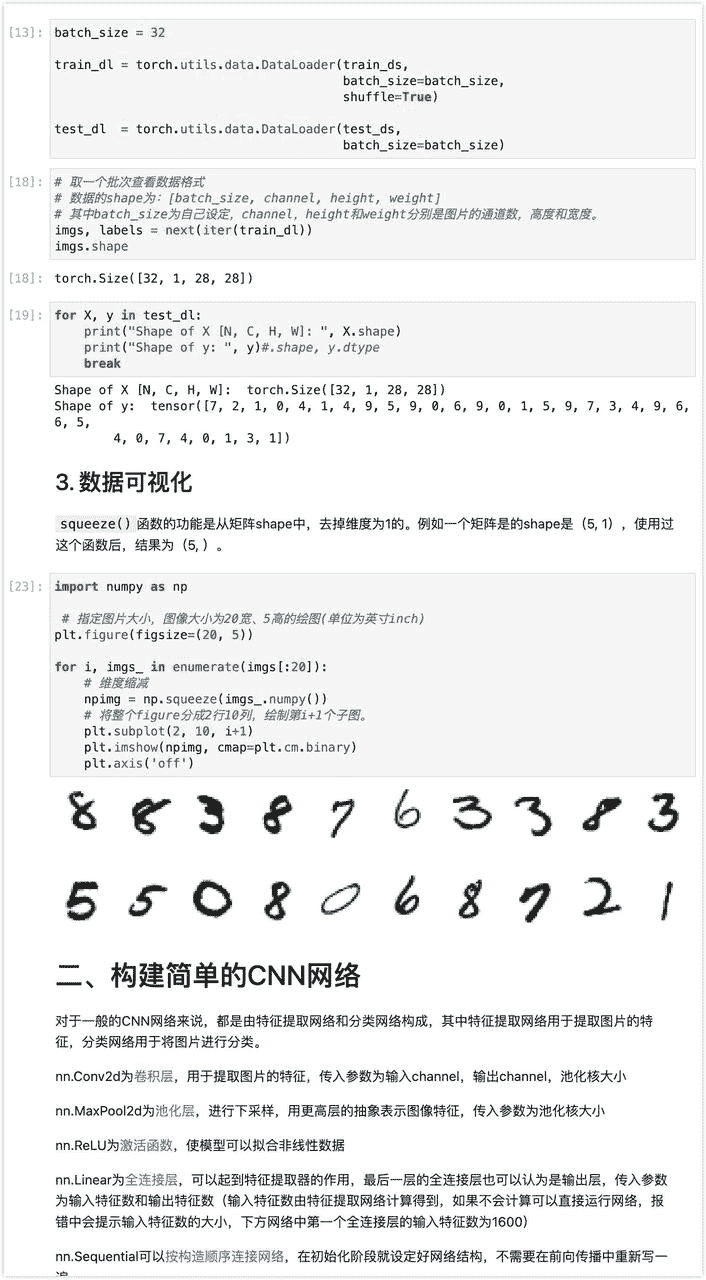 [13]: batch_size = 32
train_dl = torch.utils.data.DataLoader(train_ds,
batch_size=batch_size,
shuffle=True)
test_dl  = torch.utils.data.DataLoader(test_ds,
batch_size=batch_size)
[18]: # 取一个批次查看数据格式
# 数据的shape为：[batch_size, channel, height, weight]
# 其中batch_size为自己设定，channel，height和weight分别是图片的通道数，高度和宽度。
imgs, labels = next(iter(train_dl))
imgs.shape
[18]: torch.Size([32, 1, 28, 28])
[19]: for X, y in test_dl:
print("Shape of X [N, C, H, W]: ", X.shape)
print("Shape of y: ", y)#.shape, y.dtype
break
Shape of X [N, C, H, W]:  torch.Size([32, 1, 28, 28])
Shape of y:  tensor([7, 2, 1, 0, 4, 1, 4, 9, 5, 9, 0, 6, 9, 0, 1, 5, 9, 7, 3, 4, 9, 6,
6, 5,
4, 0, 7, 4, 0, 1, 3, 1])
3. 数据可视化
squeeze() 函数的功能是从矩阵shape中，去掉维度为1的。例如一个矩阵是的shape是（5, 1），使用过
这个函数后，结果为（5, ）。
[23]: import numpy as np
# 指定图片大小，图像大小为20宽、5高的绘图(单位为英寸inch)
plt.figure(figsize=(20, 5))
for i, imgs_ in enumerate(imgs[:20]):
# 维度缩减
npimg = np.squeeze(imgs_.numpy())
# 将整个figure分成2行10列，绘制第i+1个子图。
plt.subplot(2, 10, i+1)
plt.imshow(npimg, cmap=plt.cm.binary)
plt.axis('off')
8 8 3 8 7 6 3 3 8 3
5 5 0 8 0 6 8 7 2 1
二、构建简单的CNN网络
对于一般的CNN网络来说，都是由特征提取网络和分类网络构成，其中特征提取网络用于提取图片的特
征，分类网络用于将图片进行分类。
nn.Conv2d为卷积层，用于提取图片的特征，传入参数为输入channel，输出channel，池化核大小
nn.MaxPool2d为池化层，进行下采样，用更高层的抽象表示图像特征，传入参数为池化核大小
nn.ReLU为激活函数，使模型可以拟合非线性数据
nn.Linear为全连接层，可以起到特征提取器的作用，最后一层的全连接层也可以认为是输出层，传入参数
为输入特征数和输出特征数（输入特征数由特征提取网络计算得到，如果不会计算可以直接运行网络，报
错中会提示输入特征数的大小，下方网络中第一个全连接层的输入特征数为1600）
nn.Sequential可以按构造顺序连接网络，在初始化阶段就设定好网络结构，不需要在前向传播中重新写一